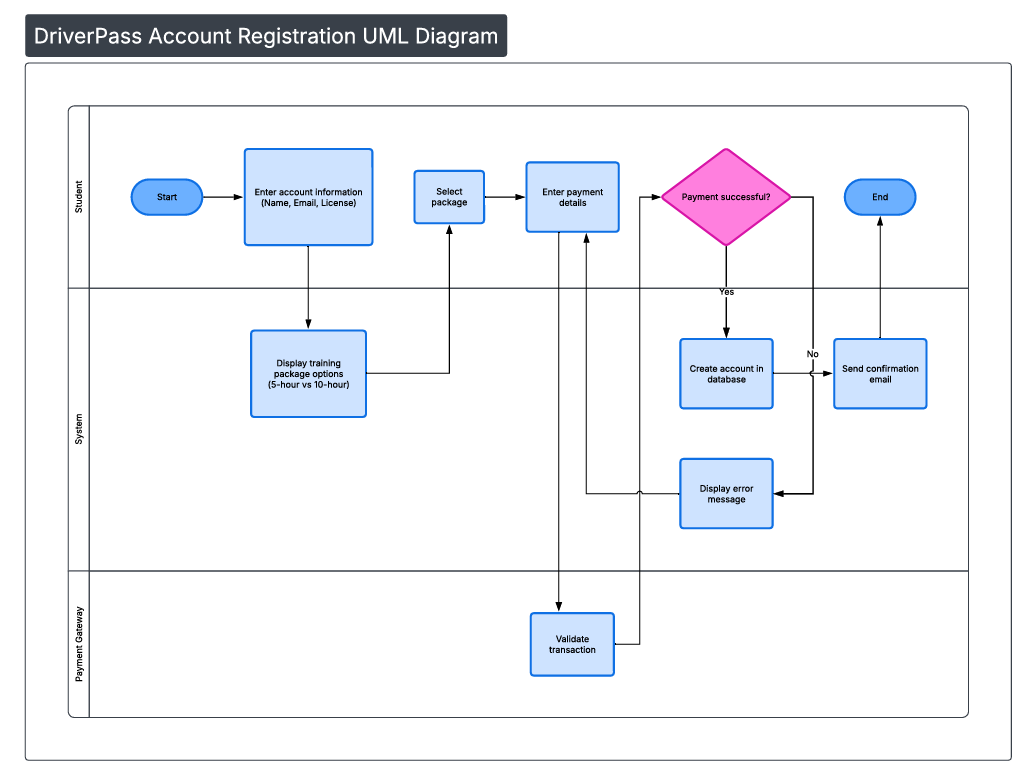 DriverPass Account Registration UML Diagram
Student
Start
Enter account information
(Name, Email, License)
Select
package
Enter payment
details
Payment successful?
End
Yes
System
Display training
package options
(5-hour vs 10-hour)
Create account in
database
No
Send confirmation
email
Display error
message
Payment Gateway
Validate
transaction